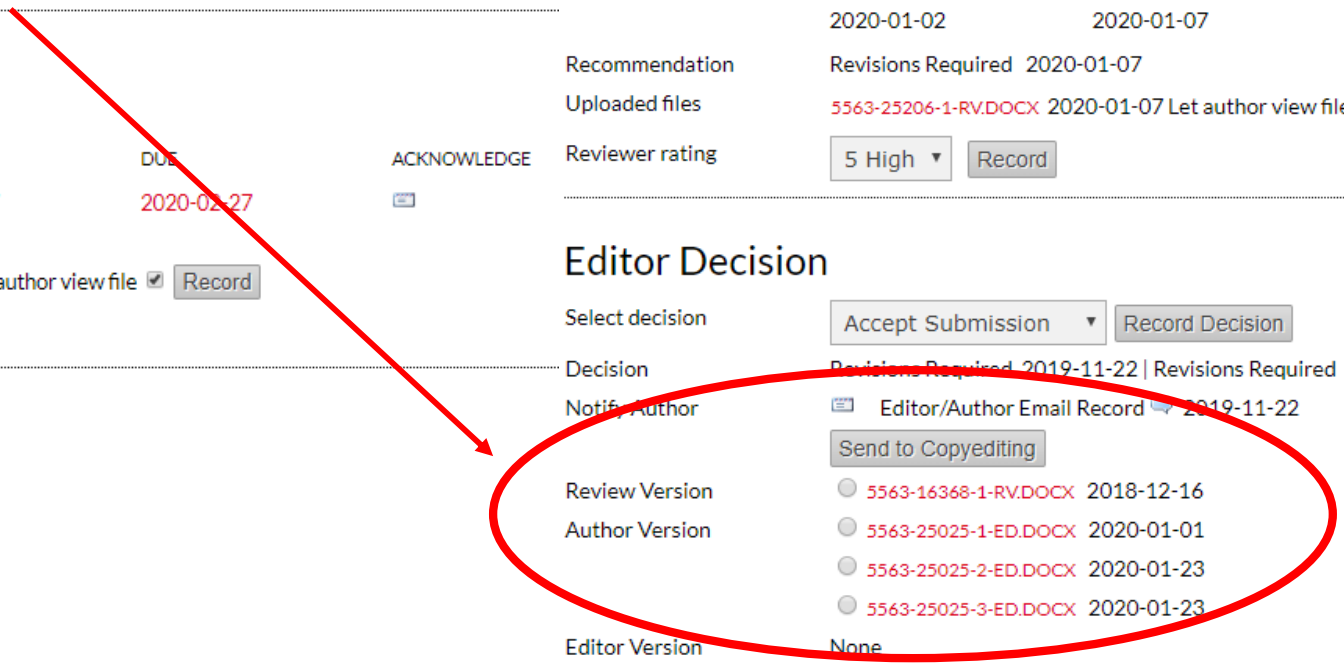 DUE ACKNOWLEDGE
2020-02-27
author view file Record
2020-01-02 2020-01-07
Recommendation Revisions Required 2020-01-07
Uploaded files 5563-25206-1-RV.DOCX 2020-01-07 Let author view file
Reviewer rating 5 High Record
Editor Decision
Select decision Accept Submission Record Decision
Decision Revisions Required 2019-11-22 | Revisions Required
Notify Author Editor/Author Email Record 2019-11-22
Send to Copyediting
Review Version 5563-16368-1-RV.DOCX 2018-12-16
Author Version 5563-25025-1-ED.DOCX 2020-01-01
5563-25025-2-ED.DOCX 2020-01-23
5563-25025-3-ED.DOCX 2020-01-23
Editor Version None